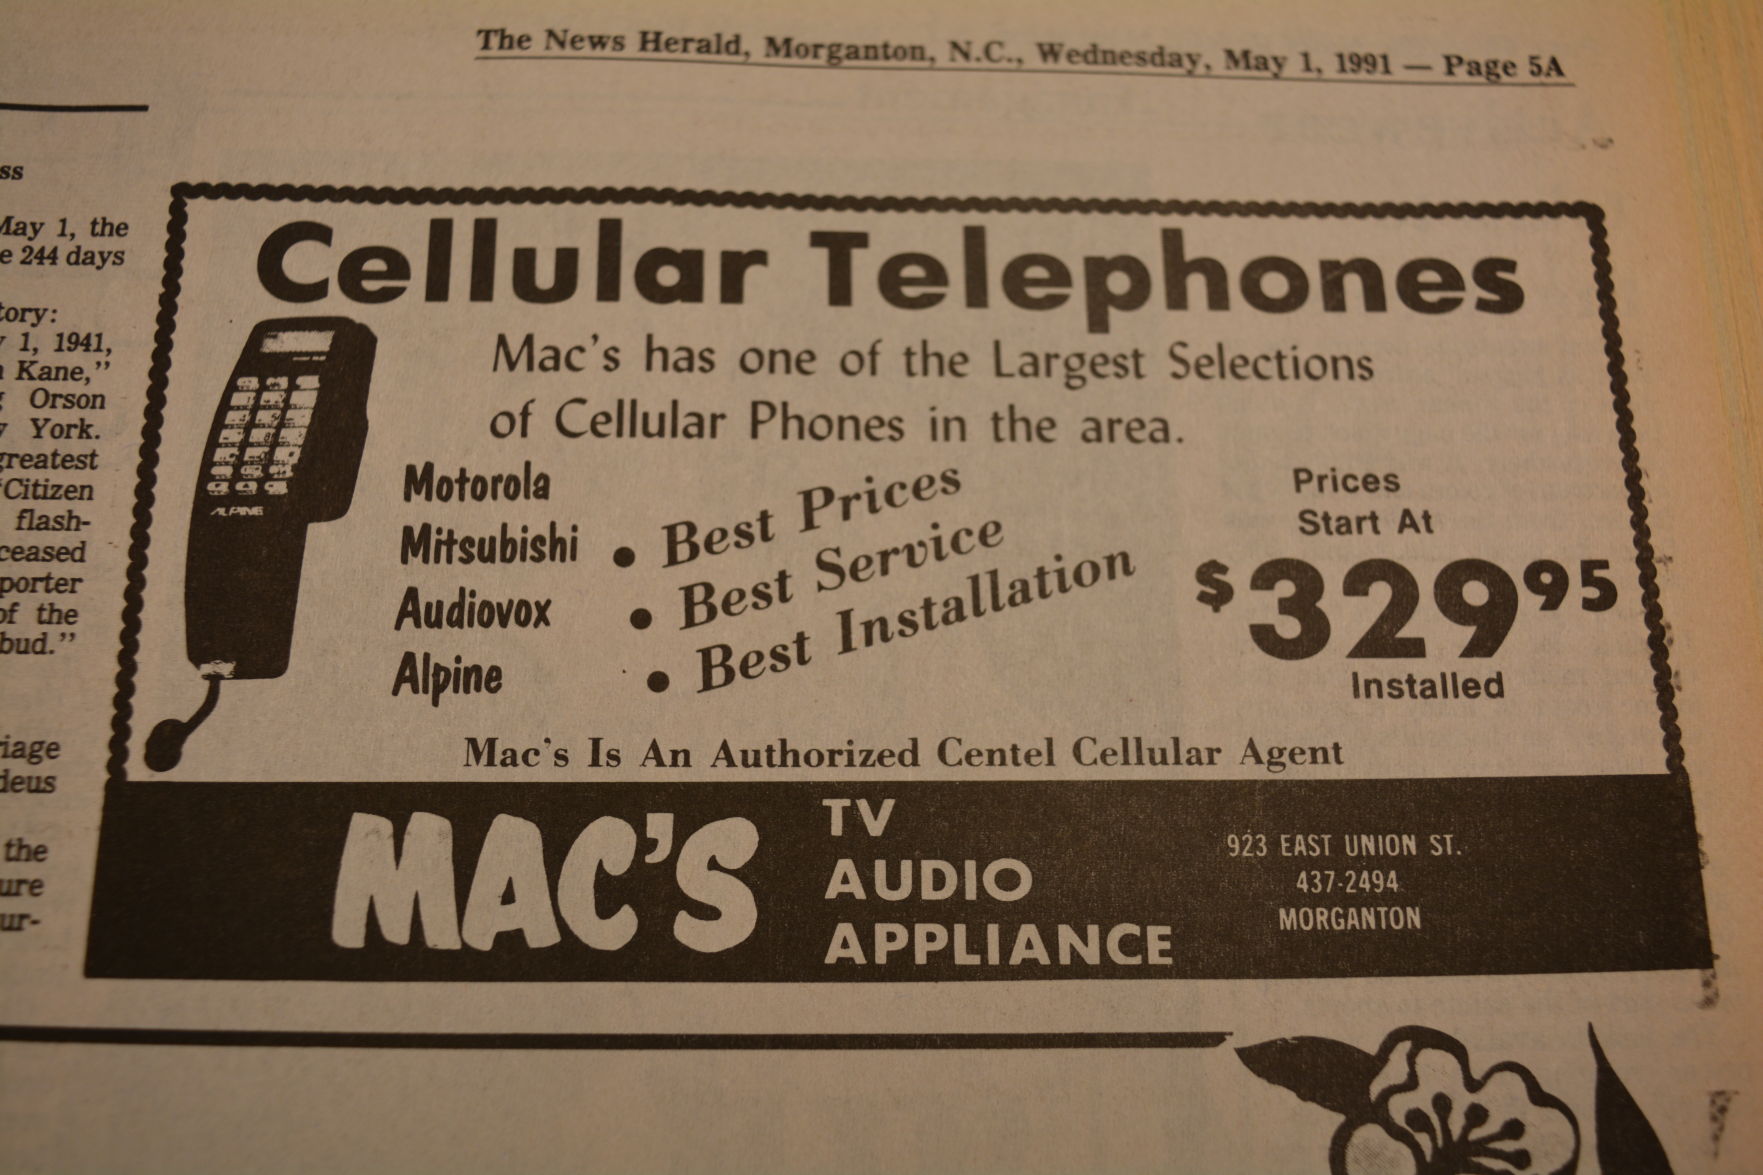 The News Herald, Morganton, N.C., Wednesday, May 1, 1991 — Page 5A
ss
May 1, the
e 244 days
tory:
1, 1941,
Kane,"
Orson
York.
greatest
"Citizen
flash-
ceased
porter
of the
bud."
riage
deus
the
ure
ur-
Cellular Telephones
Mac's has one of the Largest Selections
of Cellular Phones in the area.
ALPINE
Motorola
Mitsubishi
Audiovox
Alpine
• Best Prices
• Best Service
• Best Installation
Prices
Start At
$329 95
Installed
Mac's Is An Authorized Centel Cellular Agent
MAC'S
TV
AUDIO
APPLIANCE
923 EAST UNION ST.
437-2494
MORGANTON